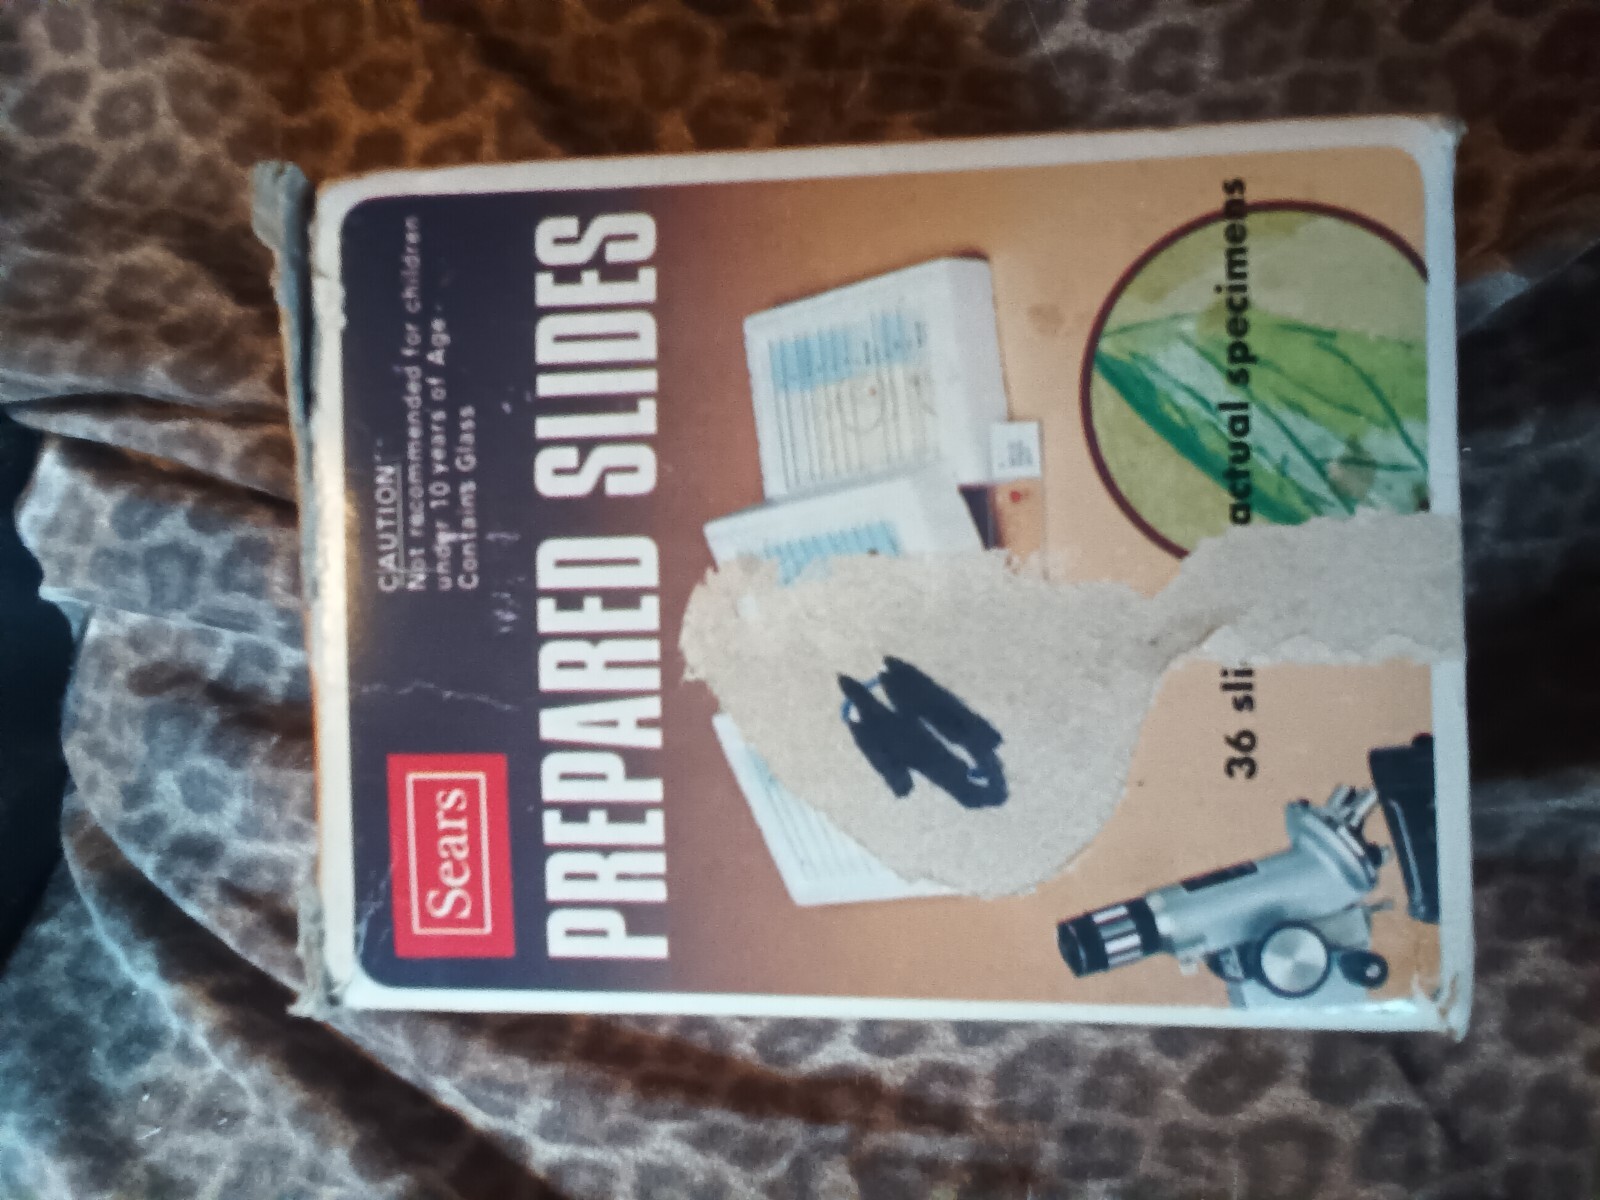 Sears
CAUTION
Not recommended for children
under 10 years of Age.
Contains Glass
PREPARED SLIDES
36 sli
actual specimens